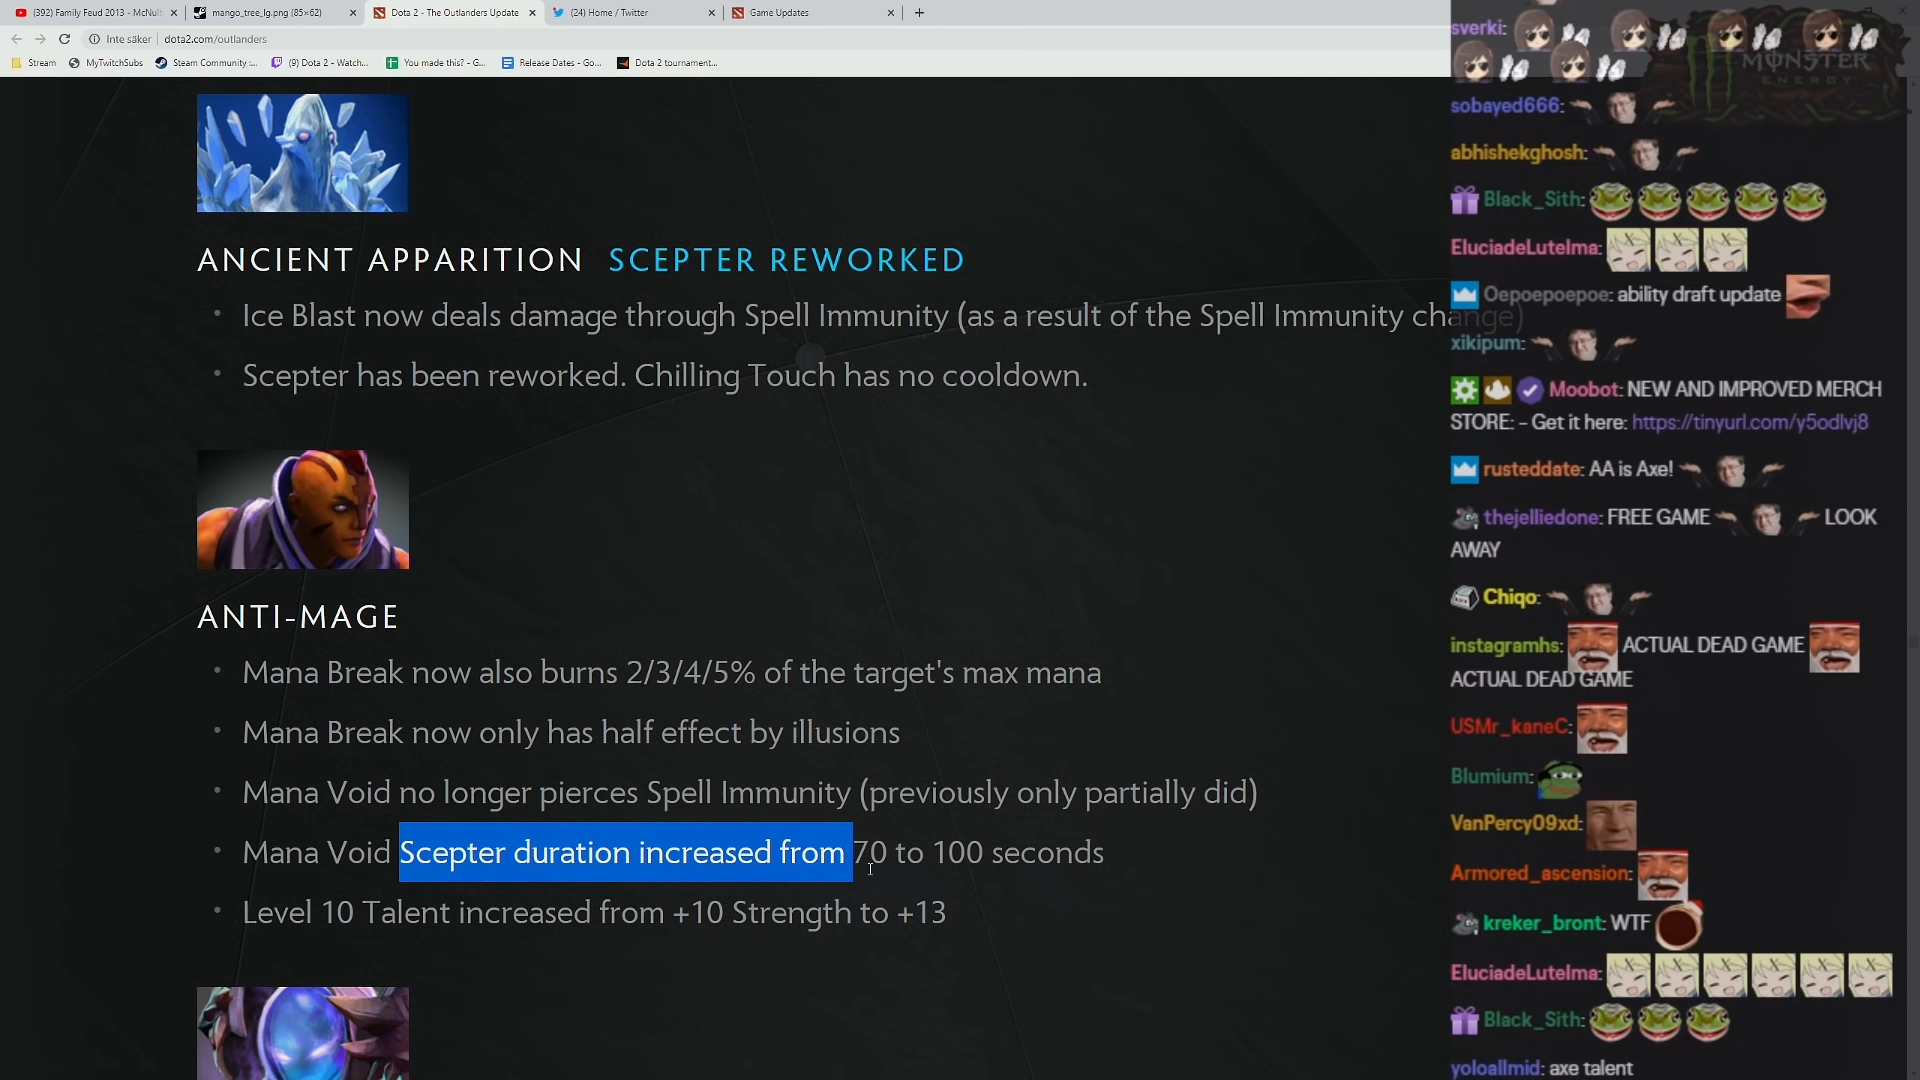 (392) Family Feud 2013 - McNult
mango_tree_lg.png (85×62)
Dota 2 - The Outlanders Update
(24) Home / Twitter
Game Updates
Inte säker
dota2.com/outlanders
Stream
MyTwitchSubs
Steam Community :...
(9) Dota 2 - Watch...
You made this? - G...
Release Dates - Go...
Dota 2 tournament...
ANCIENT APPARITION SCEPTER REWORKED
• Ice Blast now deals damage through Spell Immunity (as a result of the Spell Immunity change)
• Scepter has been reworked. Chilling Touch has no cooldown.
ANTI-MAGE
• Mana Break now also burns 2/3/4/5% of the target's max mana
• Mana Break now only has half effect by illusions
• Mana Void no longer pierces Spell Immunity (previously only partially did)
• Mana Void Scepter duration increased from 70 to 100 seconds
• Level 10 Talent increased from +10 Strength to +13
MONSTER
ENERGY
sverki:
sobayed666:
abhishekghosh:
Black_Sith:
EluciadeLutelma:
Oepoepoepoe: ability draft update
xikipum:
Moobot: NEW AND IMPROVED MERCH
STORE: - Get it here: https://tinyurl.com/y5odlvj8
rusteddate: AA is Axe!
thejelliedone: FREE GAME LOOK
AWAY
Chiqo:
instagramhs: ACTUAL DEAD GAME
ACTUAL DEAD GAME
USMr_kaneC:
Blumium:
VanPercy09xd:
Armored_ascension:
kreker_bront: WTF
EluciadeLutelma:
Black_Sith:
yoloallmid: axe talent